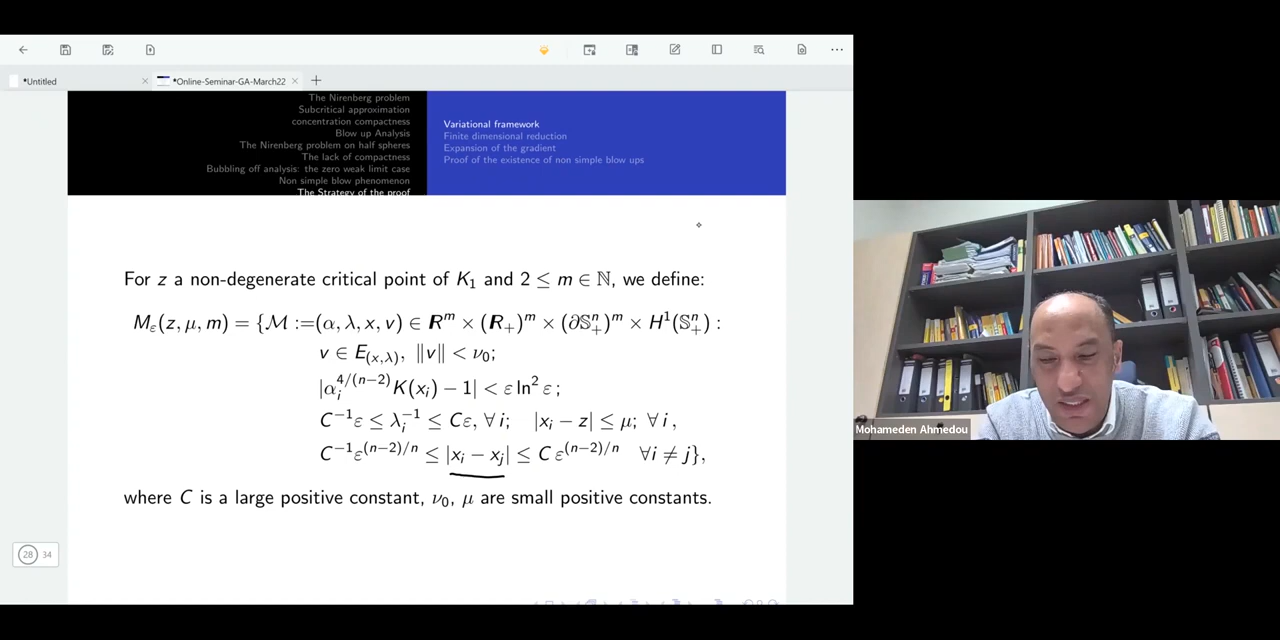 *Untitled
*Online-Seminar-GA-March22
The Nirenberg problem
Subcritical approximation
concentration compactness
Blow up Analysis
The Nirenberg problem on half spheres
The lack of compactness
Bubbling off analysis: the zero weak limit case
Non simple blow phenomenon
The Strategy of the proof
Variational framework
Finite dimensional reduction
Expansion of the gradient
Proof of the existence of non simple blow ups
For z a non-degenerate critical point of K₁ and 2 ≤ m ∈ ℕ, we define:
M_ε(z, μ, m) = {ℳ := (α, λ, x, v) ∈ ℝ^m × (ℝ₊)^m × (∂𝕊₊^n)^m × H¹(𝕊₊^n) :
v ∈ E_(x,λ), ‖v‖ < ν₀;
|α_i^{4/(n−2)} K(x_i) − 1| < ε ln² ε ;
C⁻¹ε ≤ λ_i⁻¹ ≤ Cε, ∀ i; |x_i − z| ≤ μ; ∀ i ,
C⁻¹ε^{(n−2)/n} ≤ |x_i − x_j| ≤ C ε^{(n−2)/n} ∀i ≠ j},
where C is a large positive constant, ν₀, μ are small positive constants.
28 34
Mohameden Ahmedou